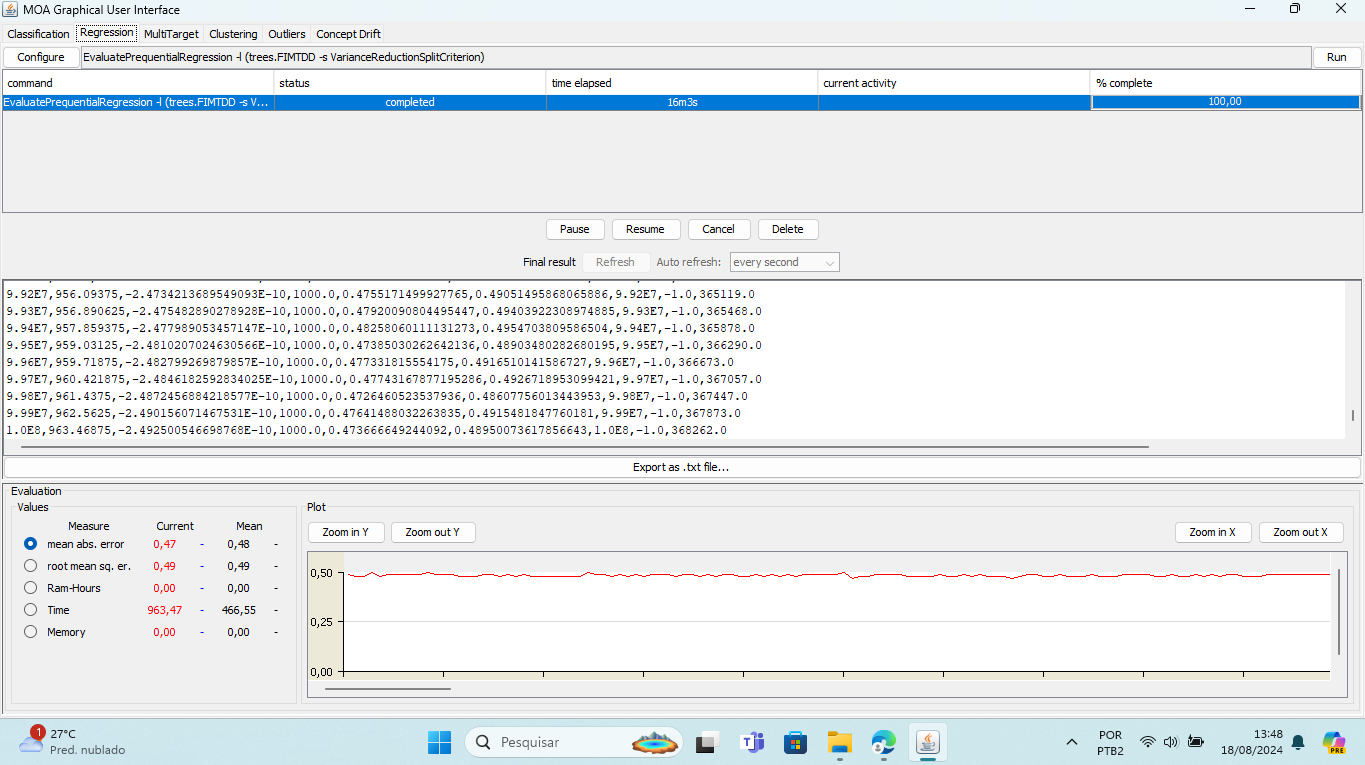 MOA Graphical User Interface
Classification Regression MultiTarget Clustering Outliers Concept Drift
Configure EvaluatePrequentialRegression -l (trees.FIMTDD -s VarianceReductionSplitCriterion) Run
command status time elapsed current activity % complete
EvaluatePrequentialRegression -l (trees.FIMTDD -s V... completed 16m3s 100,00
Pause Resume Cancel Delete
Final result Refresh Auto refresh: every second
9.92E7,956.09375,-2.4734213689549093E-10,1000.0,0.4755171499927765,0.49051495868065886,9.92E7,-1.0,365119.0
9.93E7,956.890625,-2.475482890278928E-10,1000.0,0.47920090804495447,0.49403922308974885,9.93E7,-1.0,365468.0
9.94E7,957.859375,-2.477989053457147E-10,1000.0,0.48258060111131273,0.4954703809586504,9.94E7,-1.0,365878.0
9.95E7,959.03125,-2.4810207024630566E-10,1000.0,0.47385030262642136,0.48903480282680195,9.95E7,-1.0,366290.0
9.96E7,959.71875,-2.482799269879857E-10,1000.0,0.477331815554175,0.4916510141586727,9.96E7,-1.0,366673.0
9.97E7,960.421875,-2.4846182592834025E-10,1000.0,0.47743167877195286,0.4926718953099421,9.97E7,-1.0,367057.0
9.98E7,961.4375,-2.4872456884218577E-10,1000.0,0.4726460523537936,0.48607756013443953,9.98E7,-1.0,367447.0
9.99E7,962.5625,-2.490156071467531E-10,1000.0,0.47641488032263835,0.4915481847760181,9.99E7,-1.0,367873.0
1.0E8,963.46875,-2.492500546698768E-10,1000.0,0.473666649244092,0.48950073617856643,1.0E8,-1.0,368262.0
Export as .txt file...
Evaluation
Values
Measure Current Mean
mean abs. error 0,47 - 0,48 -
root mean sq. er. 0,49 - 0,49 -
Ram-Hours 0,00 - 0,00 -
Time 963,47 - 466,55 -
Memory 0,00 - 0,00 -
Plot
Zoom in Y Zoom out Y Zoom in X Zoom out X
0,50
0,25
0,00
1 27°C
Pred. nublado
Pesquisar
POR
PTB2
13:48
18/08/2024
PRE